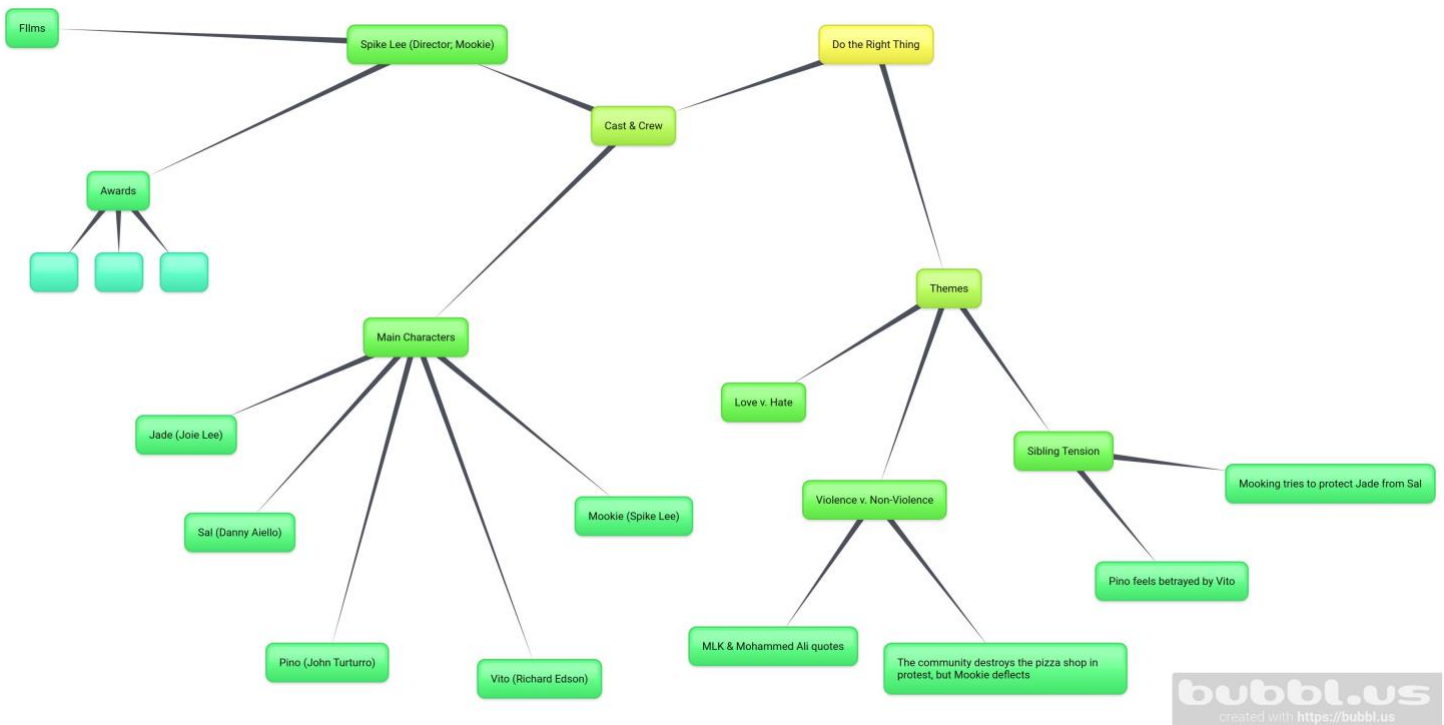 FIlms
Spike Lee (Director; Mookie)
Do the Right Thing
Cast & Crew
Awards
Themes
Main Characters
Love v. Hate
Jade (Joie Lee)
Sibling Tension
Mooking tries to protect Jade from Sal
Violence v. Non-Violence
Mookie (Spike Lee)
Sal (Danny Aiello)
Pino feels betrayed by Vito
MLK & Mohammed Ali quotes
Pino (John Turturro)
The community destroys the pizza shop in
protest, but Mookie deflects
Vito (Richard Edson)
bubbl.us
created with https://bubbl.us